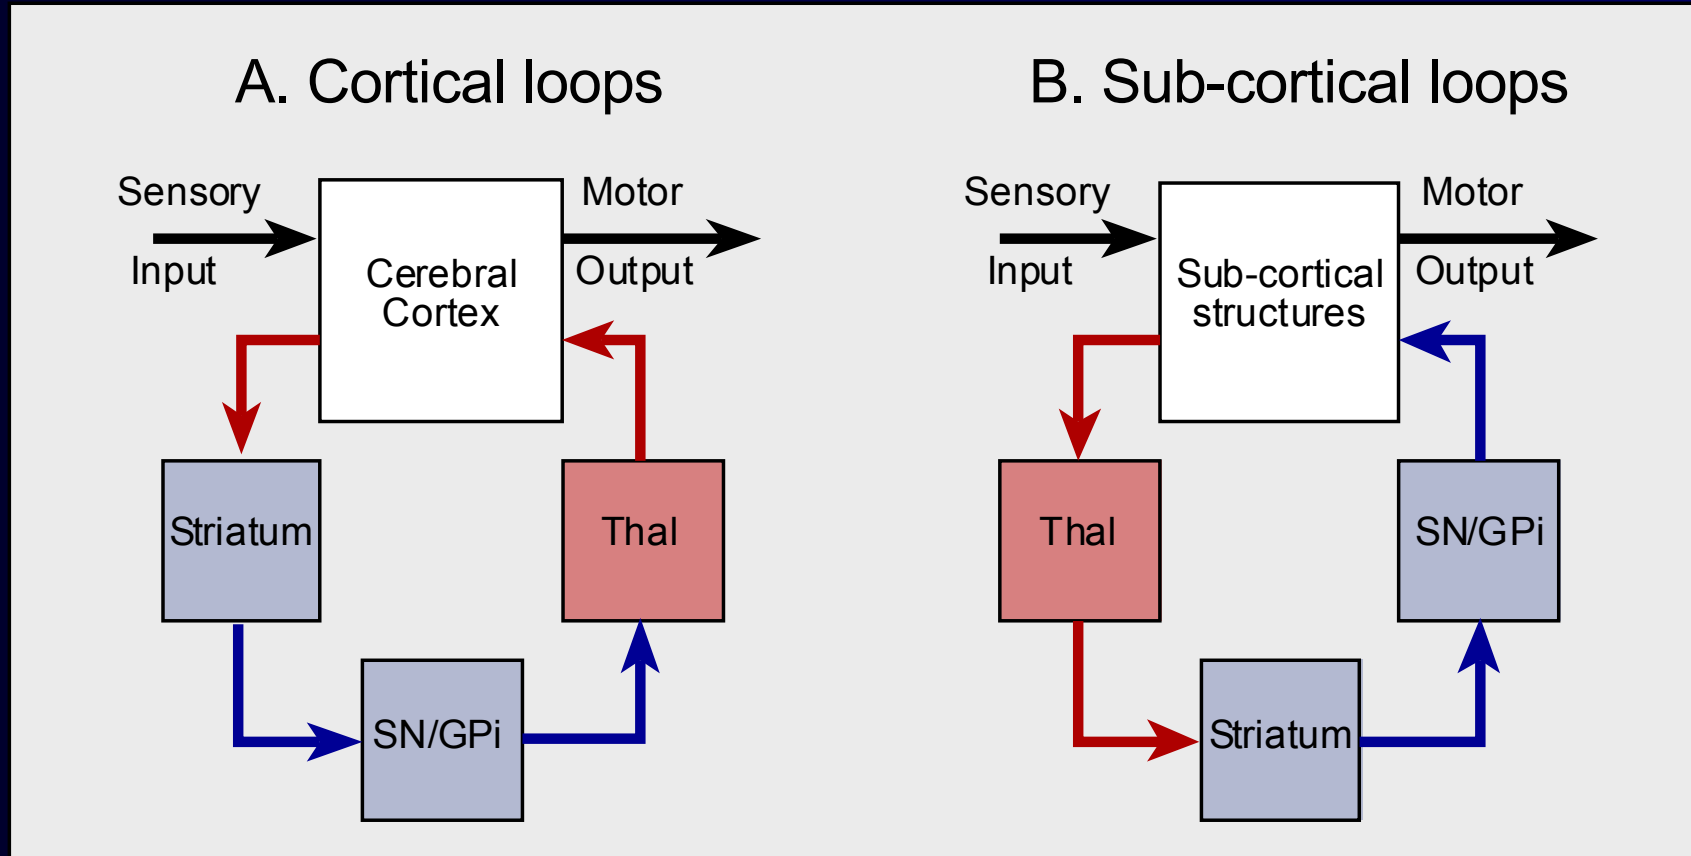 A. Cortical loops
Sensory
Input
Motor
Output
Cerebral
Cortex
Striatum
Thal
SN/GPi
B. Sub-cortical loops
Sensory
Input
Motor
Output
Sub-cortical
structures
Thal
SN/GPi
Striatum